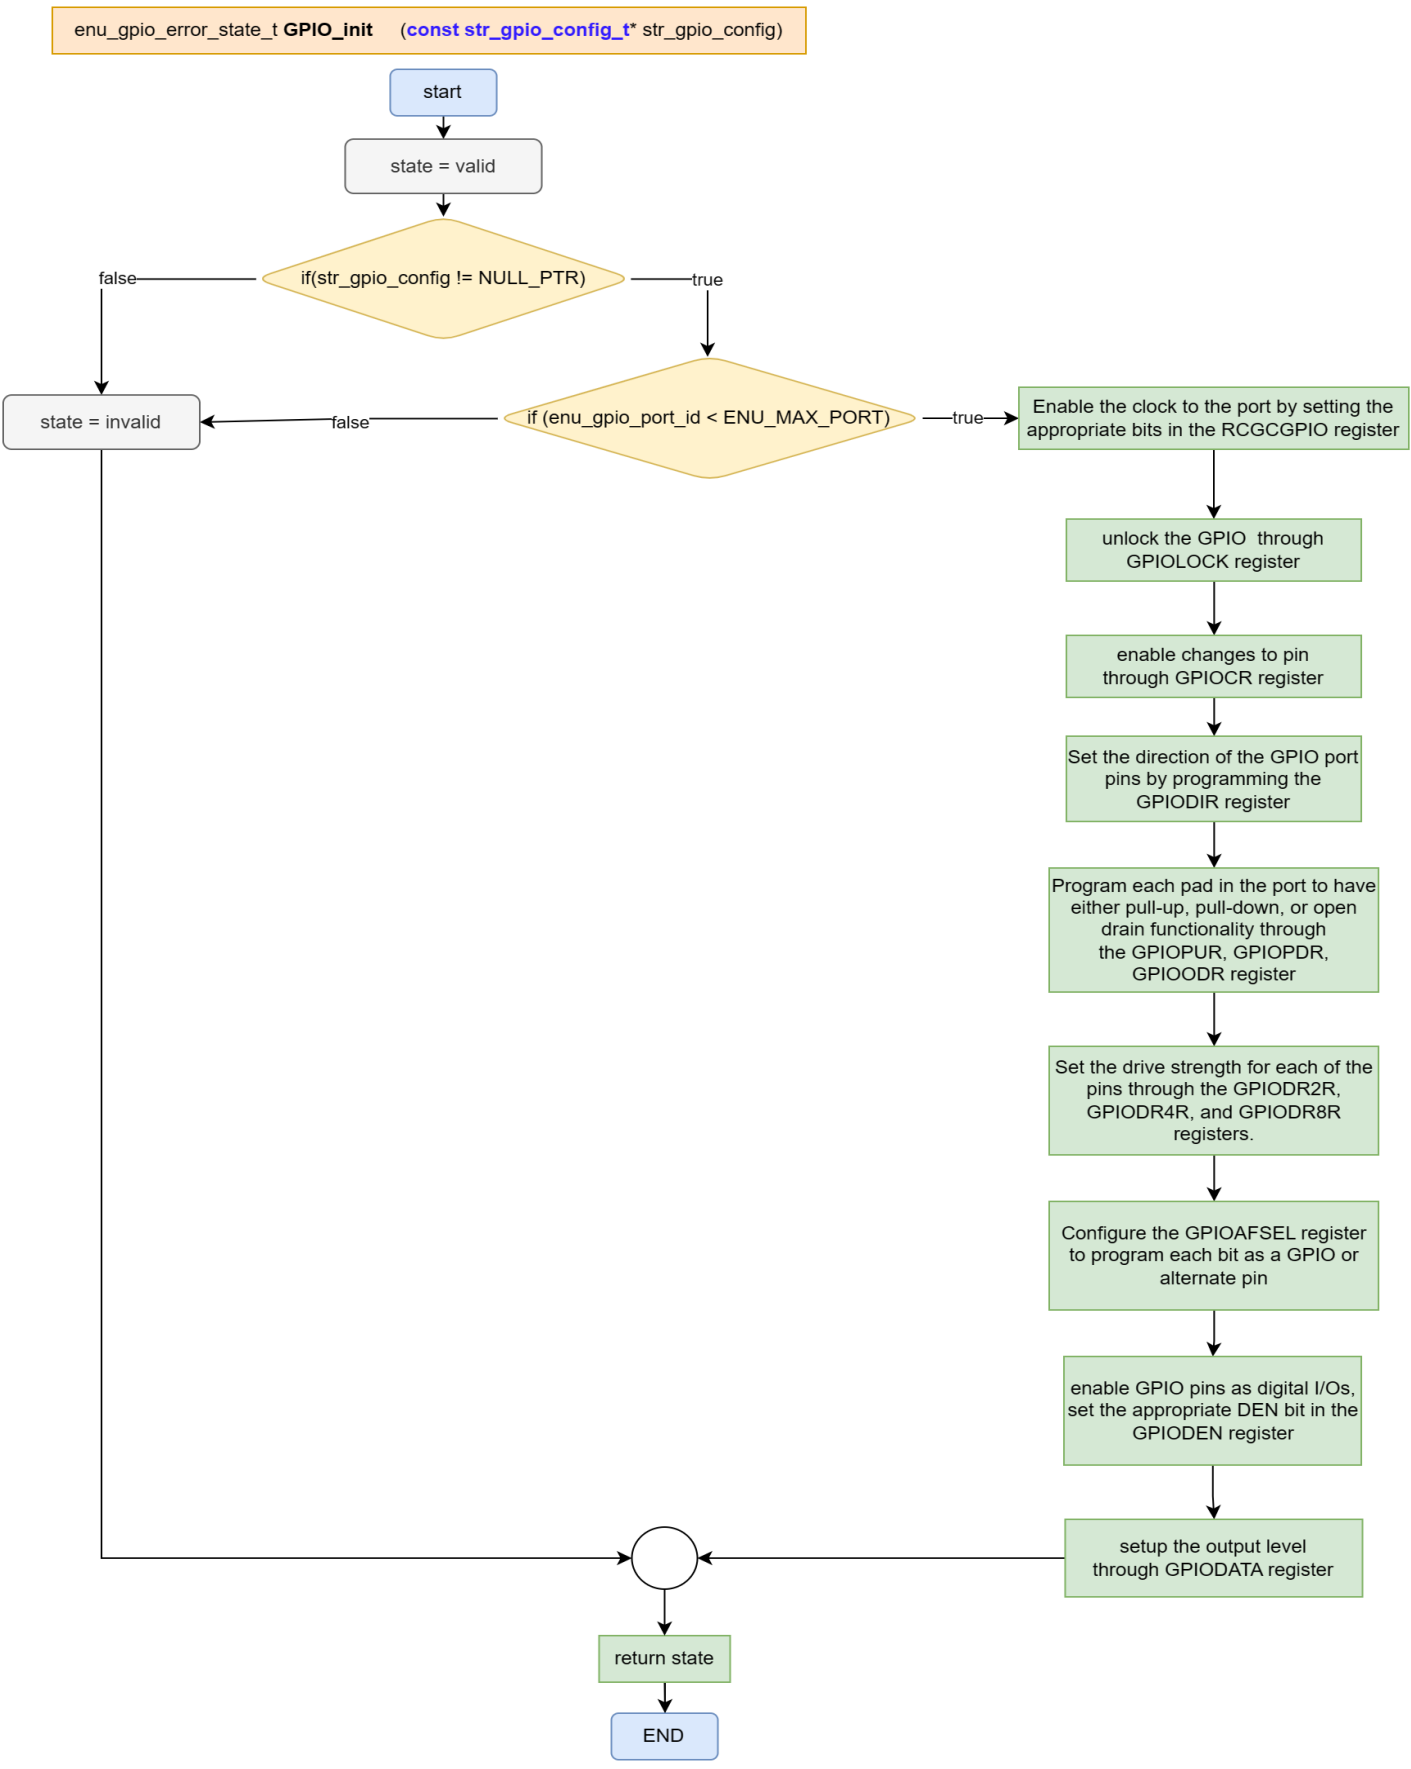 enu_gpio_error_state_t GPIO_init (const str_gpio_config_t* str_gpio_config)
start
state = valid
if(str_gpio_config != NULL_PTR)
false
true
if (enu_gpio_port_id < ENU_MAX_PORT)
false
true
state = invalid
Enable the clock to the port by setting the
appropriate bits in the RCGCGPIO register
unlock the GPIO through
GPIOLOCK register
enable changes to pin
through GPIOCR register
Set the direction of the GPIO port
pins by programming the
GPIODIR register
Program each pad in the port to have
either pull-up, pull-down, or open
drain functionality through
the GPIOPUR, GPIOPDR,
GPIOODR register
Set the drive strength for each of the
pins through the GPIODR2R,
GPIODR4R, and GPIODR8R
registers.
Configure the GPIOAFSEL register
to program each bit as a GPIO or
alternate pin
enable GPIO pins as digital I/Os,
set the appropriate DEN bit in the
GPIODEN register
setup the output level
through GPIODATA register
return state
END